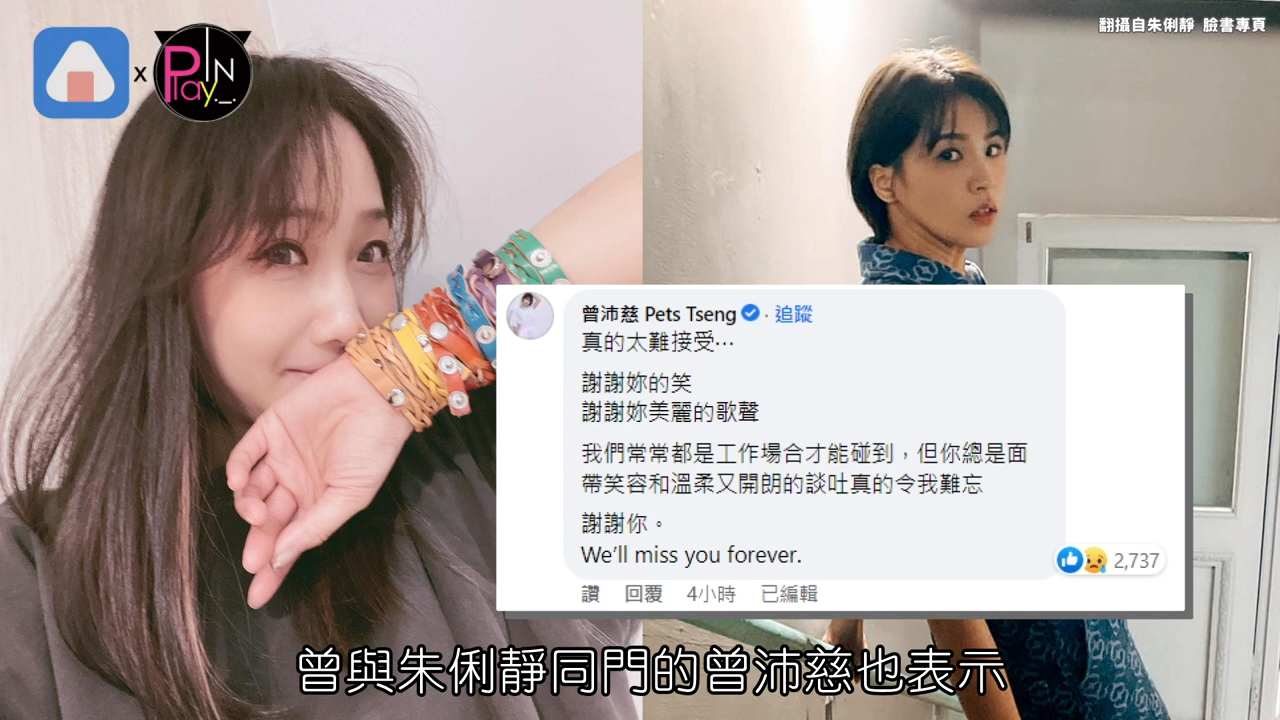 翻攝自朱俐靜 臉書專頁
x
PlN
Play._.
曾沛慈 Pets Tseng · 追蹤
真的太難接受…
謝謝妳的笑
謝謝妳美麗的歌聲
我們常常都是工作場合才能碰到，但你總是面
帶笑容和溫柔又開朗的談吐真的令我難忘
謝謝你。
We’ll miss you forever.
2,737
讚 回覆 4小時 已編輯
曾與朱俐靜同門的曾沛慈也表示